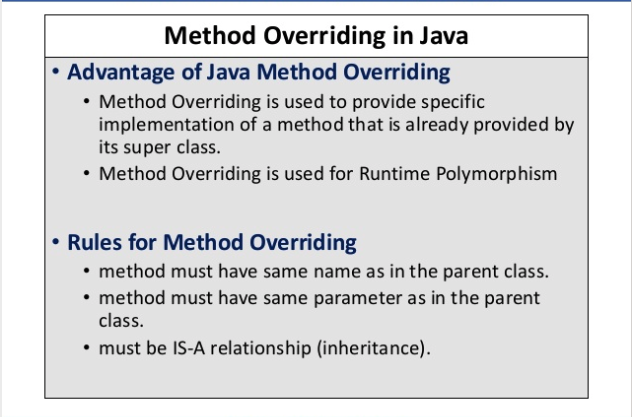 Method Overriding in Java
• Advantage of Java Method Overriding
• Method Overriding is used to provide specific
implementation of a method that is already provided by
its super class.
• Method Overriding is used for Runtime Polymorphism
• Rules for Method Overriding
• method must have same name as in the parent class.
• method must have same parameter as in the parent
class.
• must be IS-A relationship (inheritance).